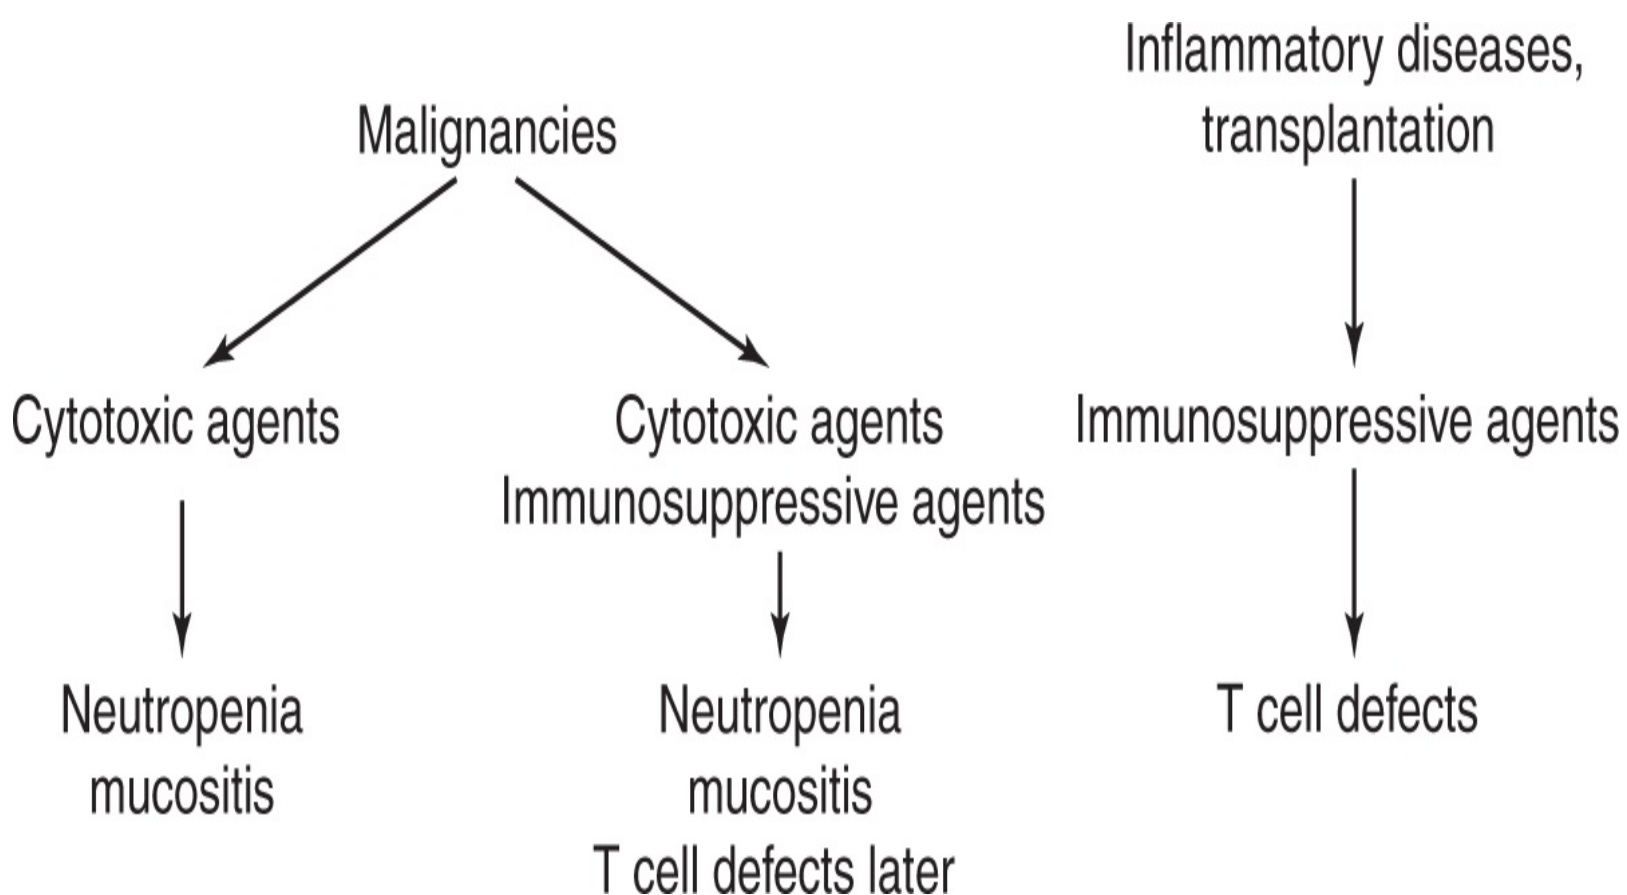 Malignancies
Inflammatory diseases,
transplantation
Cytotoxic agents
Cytotoxic agents
Immunosuppressive agents
Immunosuppressive agents
Neutropenia
mucositis
Neutropenia
mucositis
T cell defects later
T cell defects